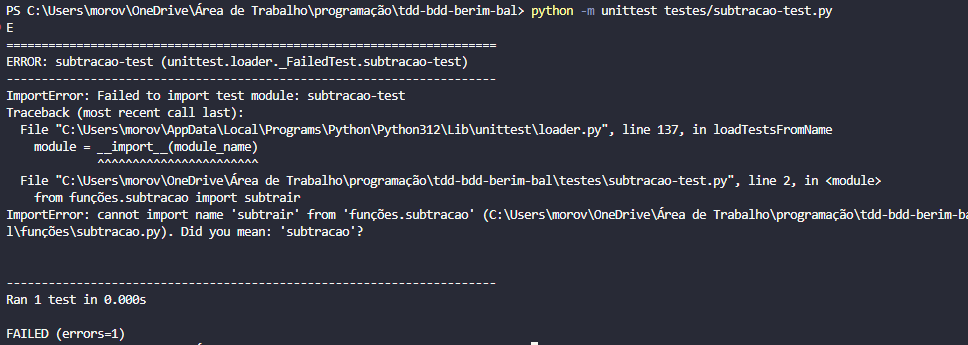 PS C:\Users\morov\OneDrive\Área de Trabalho\programação\tdd-bdd-berim-bal> python -m unittest testes/subtracao-test.py
E
======================================================================
ERROR: subtracao-test (unittest.loader._FailedTest.subtracao-test)
----------------------------------------------------------------------
ImportError: Failed to import test module: subtracao-test
Traceback (most recent call last):
  File "C:\Users\morov\AppData\Local\Programs\Python\Python312\Lib\unittest\loader.py", line 137, in loadTestsFromName
    module = __import__(module_name)
             ^^^^^^^^^^^^^^^^^^^^^^^
  File "C:\Users\morov\OneDrive\Área de Trabalho\programação\tdd-bdd-berim-bal\testes\subtracao-test.py", line 2, in <module>
    from funções.subtracao import subtrair
ImportError: cannot import name 'subtrair' from 'funções.subtracao' (C:\Users\morov\OneDrive\Área de Trabalho\programação\tdd-bdd-berim-ba
l\funções\subtracao.py). Did you mean: 'subtracao'?
----------------------------------------------------------------------
Ran 1 test in 0.000s
FAILED (errors=1)